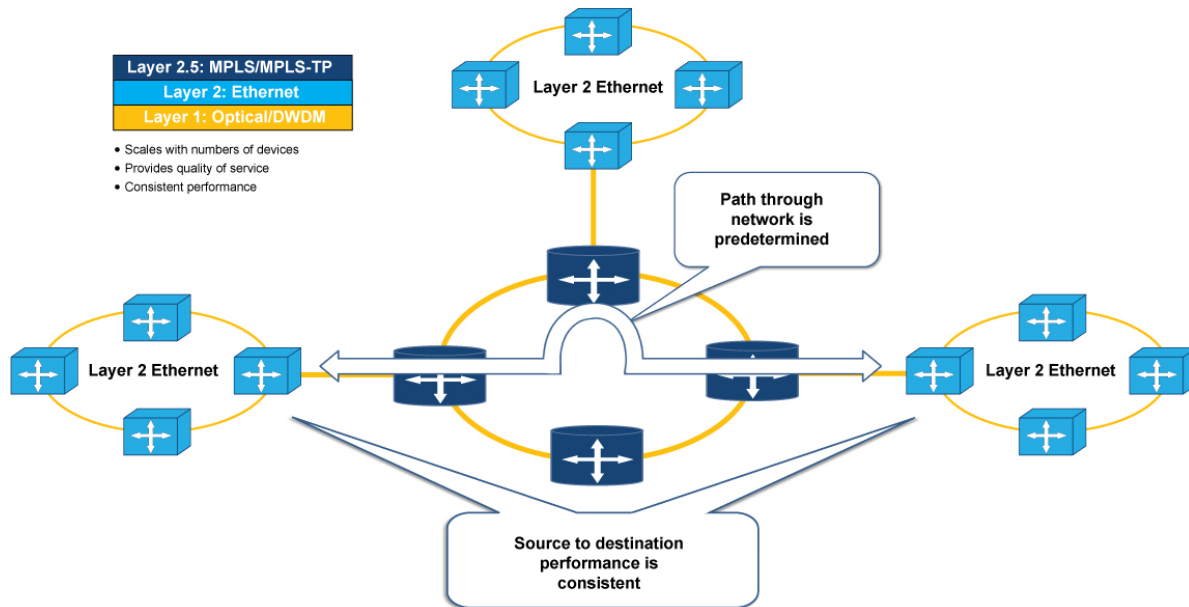 Layer 2.5: MPLS/MPLS-TP
Layer 2: Ethernet
Layer 1: Optical/DWDM
• Scales with numbers of devices
• Provides quality of service
• Consistent performance
Layer 2 Ethernet
Path through
network is
predetermined
Layer 2 Ethernet
Layer 2 Ethernet
Source to destination
performance is
consistent